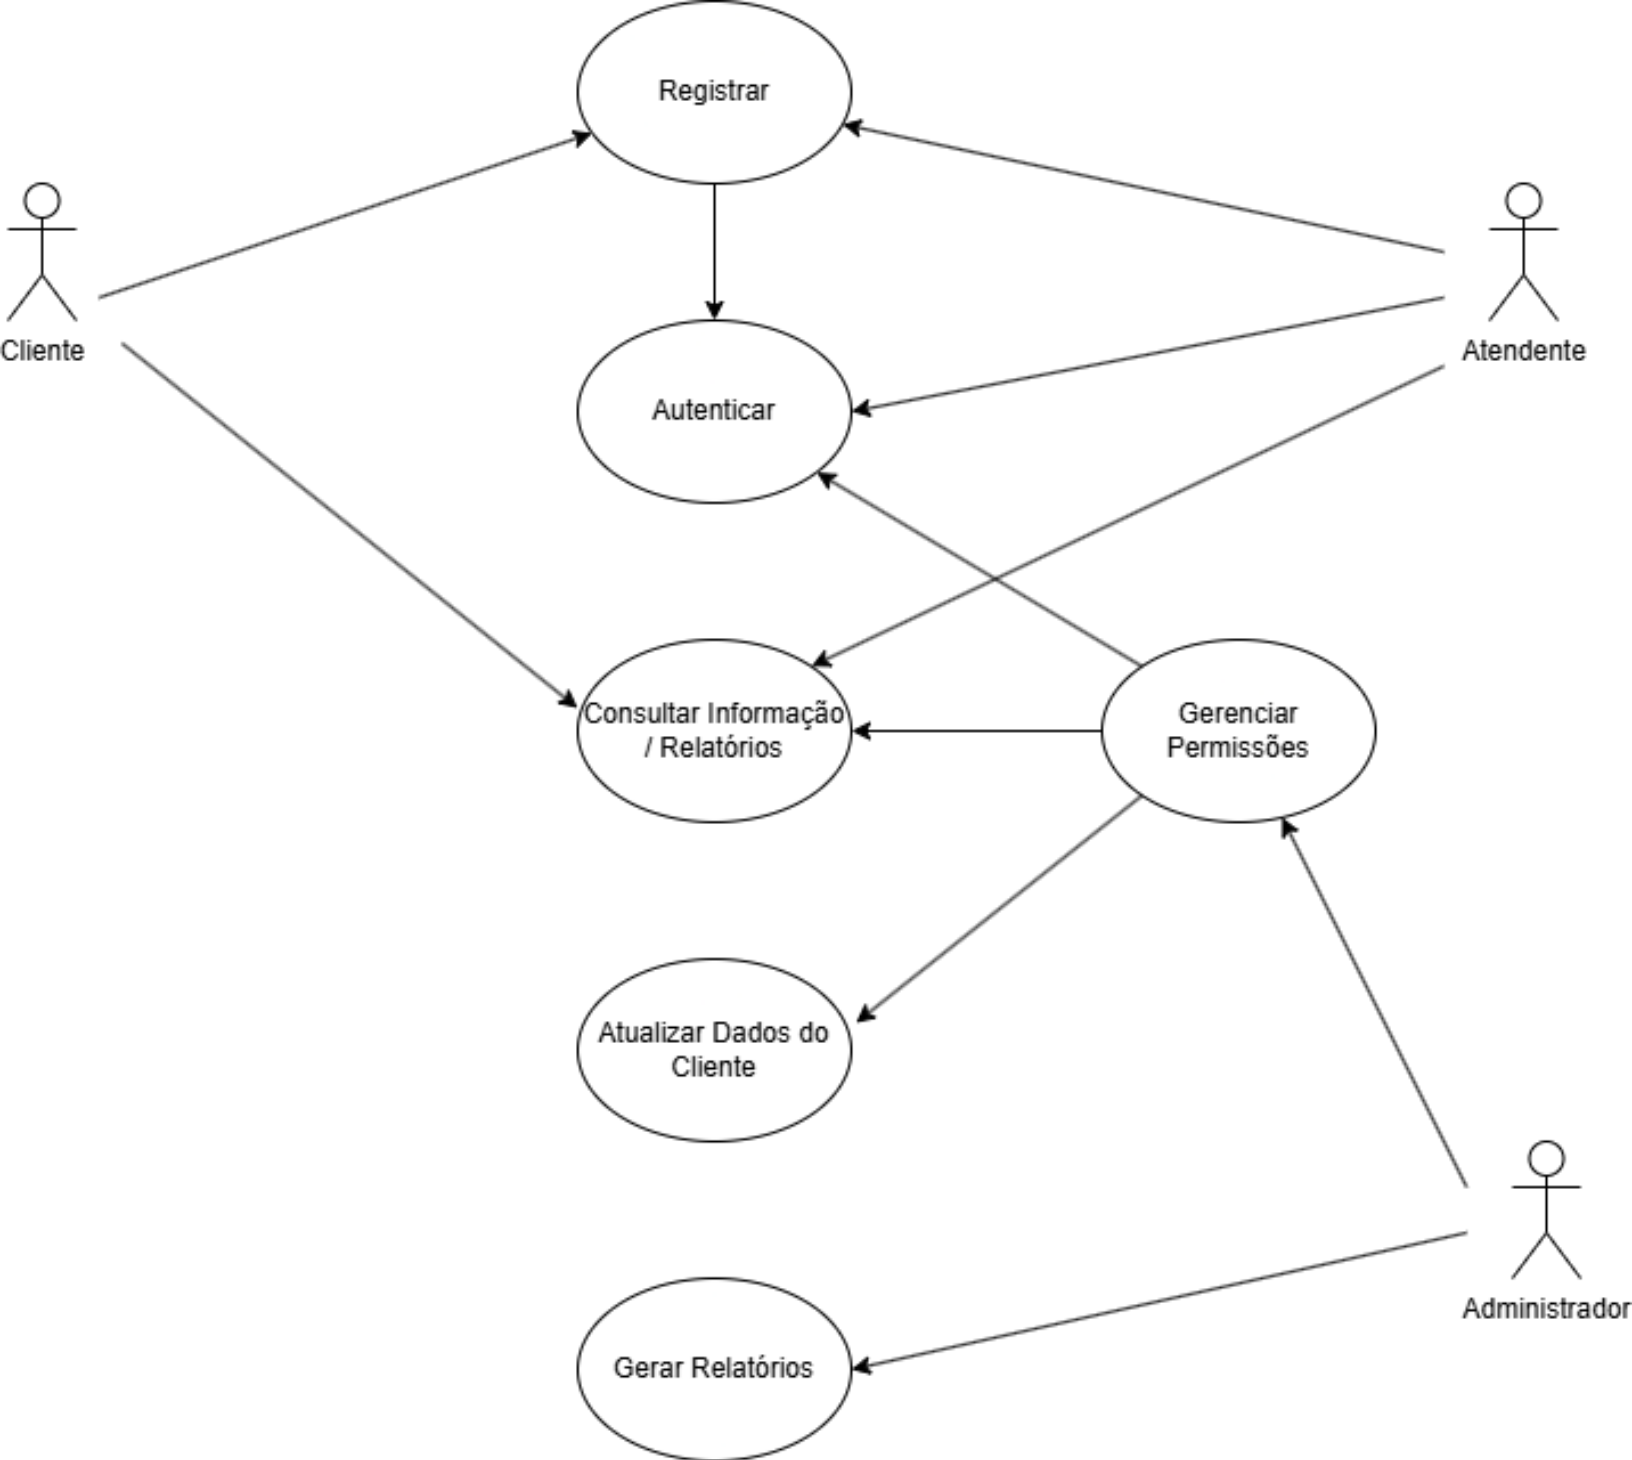 Registrar
Cliente
Atendente
Autenticar
Consultar Informação
/ Relatórios
Gerenciar
Permissões
Atualizar Dados do
Cliente
Administrador
Gerar Relatórios